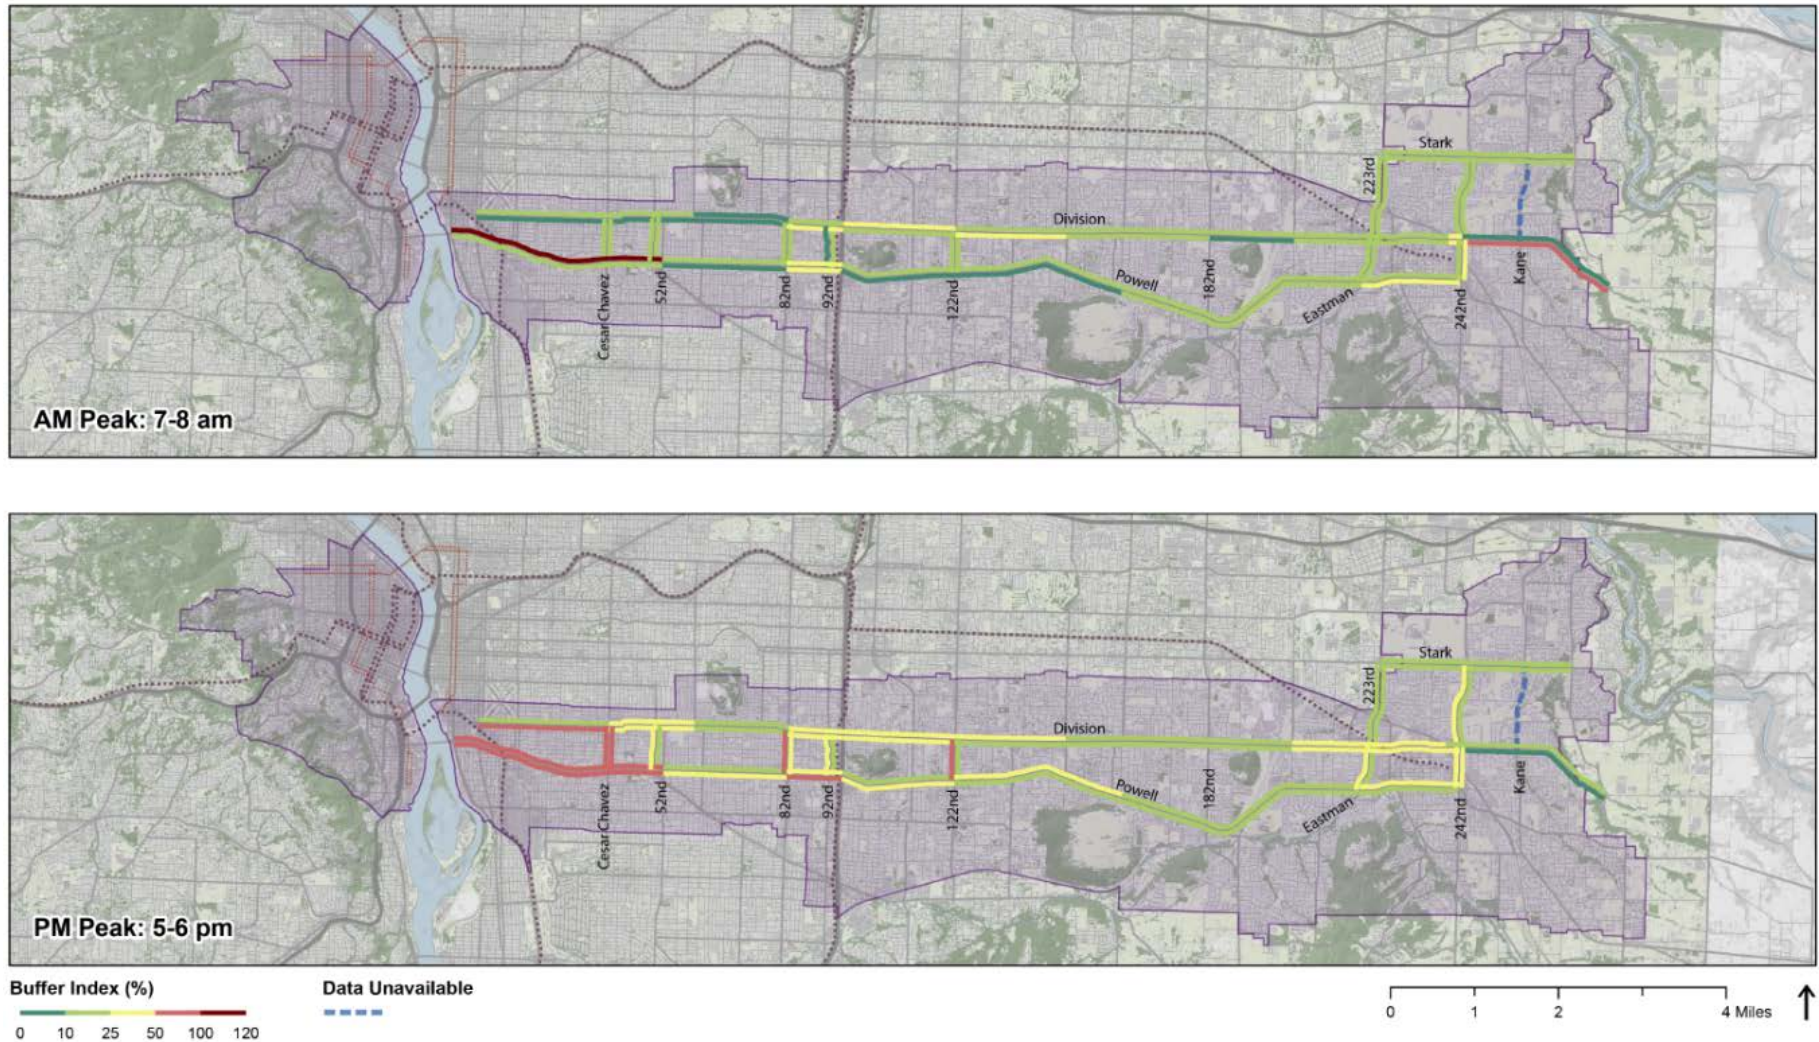 Stark
223rd
Division
Kane
Powell
182nd
Eastman
242nd
122nd
92nd
82nd
52nd
Cesar Chavez
AM Peak: 7-8 am
Stark
223rd
Division
Kane
Powell
182nd
Eastman
242nd
122nd
92nd
82nd
52nd
Cesar Chavez
PM Peak: 5-6 pm
Buffer Index (%)
0 10 25 50 100 120
Data Unavailable
0 1 2 4 Miles